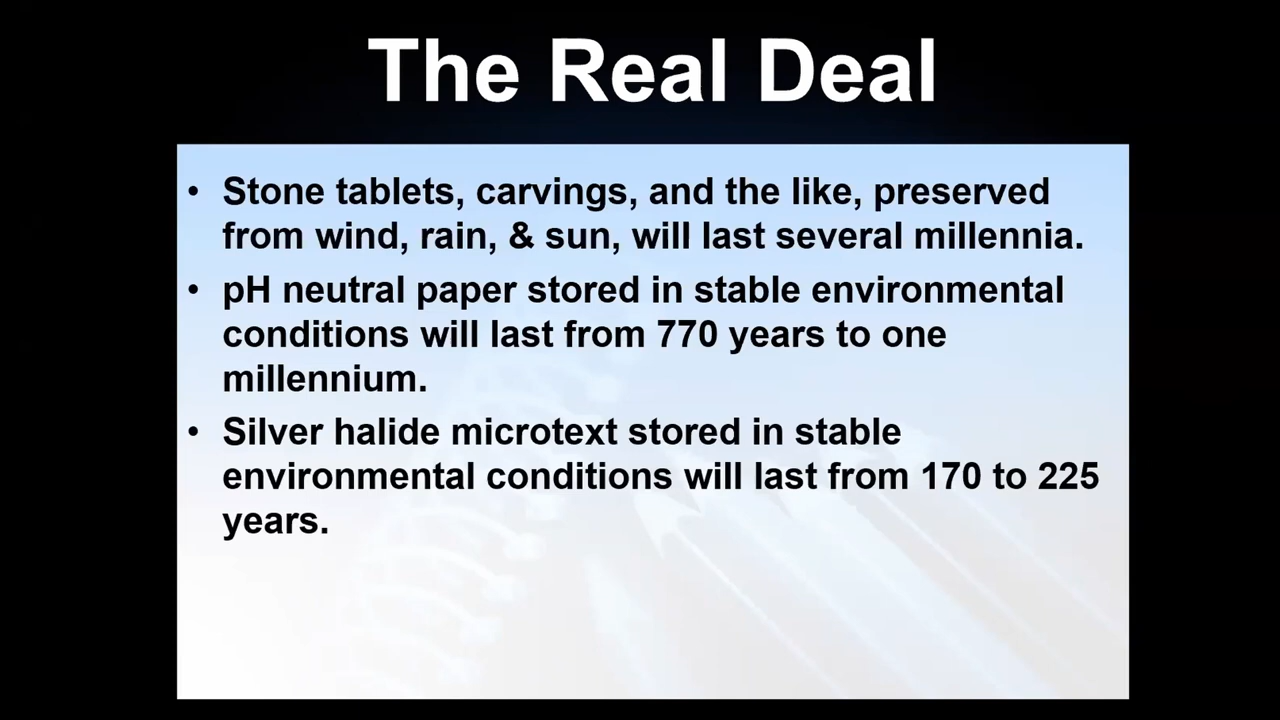 The Real Deal
• Stone tablets, carvings, and the like, preserved
from wind, rain, & sun, will last several millennia.
• pH neutral paper stored in stable environmental
conditions will last from 770 years to one
millennium.
• Silver halide microtext stored in stable
environmental conditions will last from 170 to 225
years.